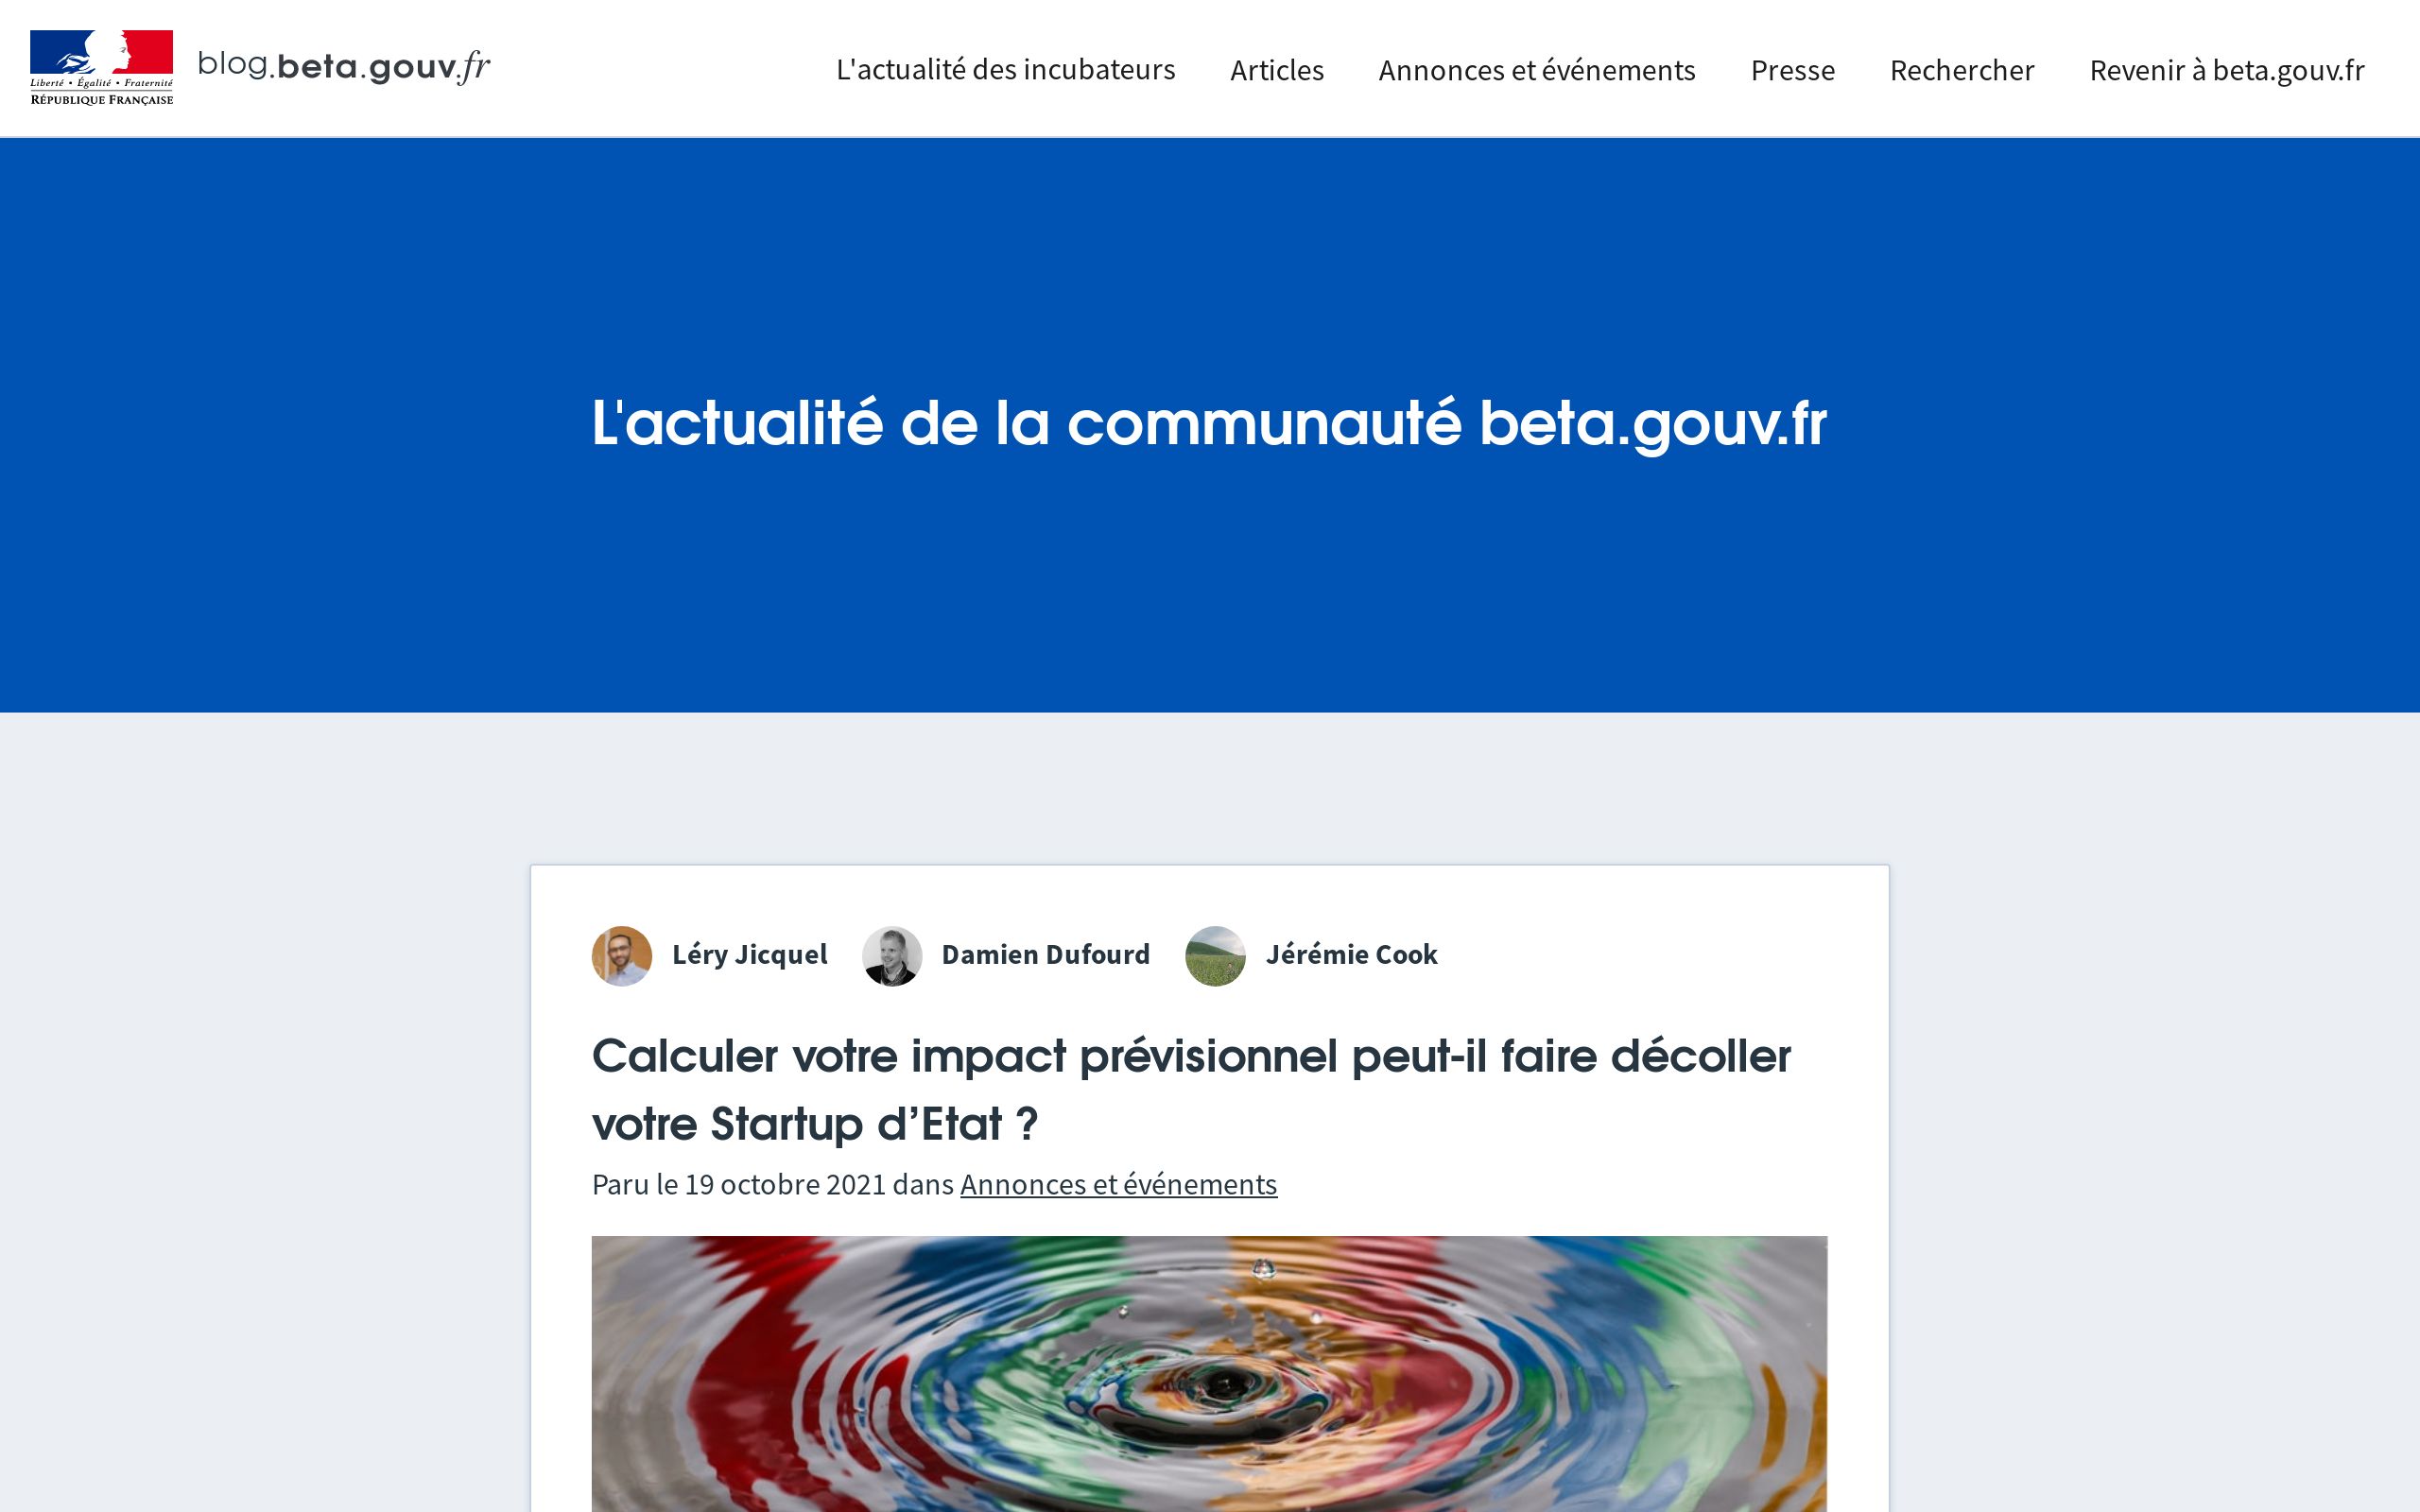 Liberté • Égalité • Fraternité
RÉPUBLIQUE FRANÇAISE
blog.beta.gouv.fr
L'actualité des incubateurs
Articles
Annonces et événements
Presse
Rechercher
Revenir à beta.gouv.fr
L'actualité de la communauté beta.gouv.fr
Léry Jicquel
Damien Dufourd
Jérémie Cook
Calculer votre impact prévisionnel peut-il faire décoller
votre Startup d’Etat ?
Paru le 19 octobre 2021 dans Annonces et événements